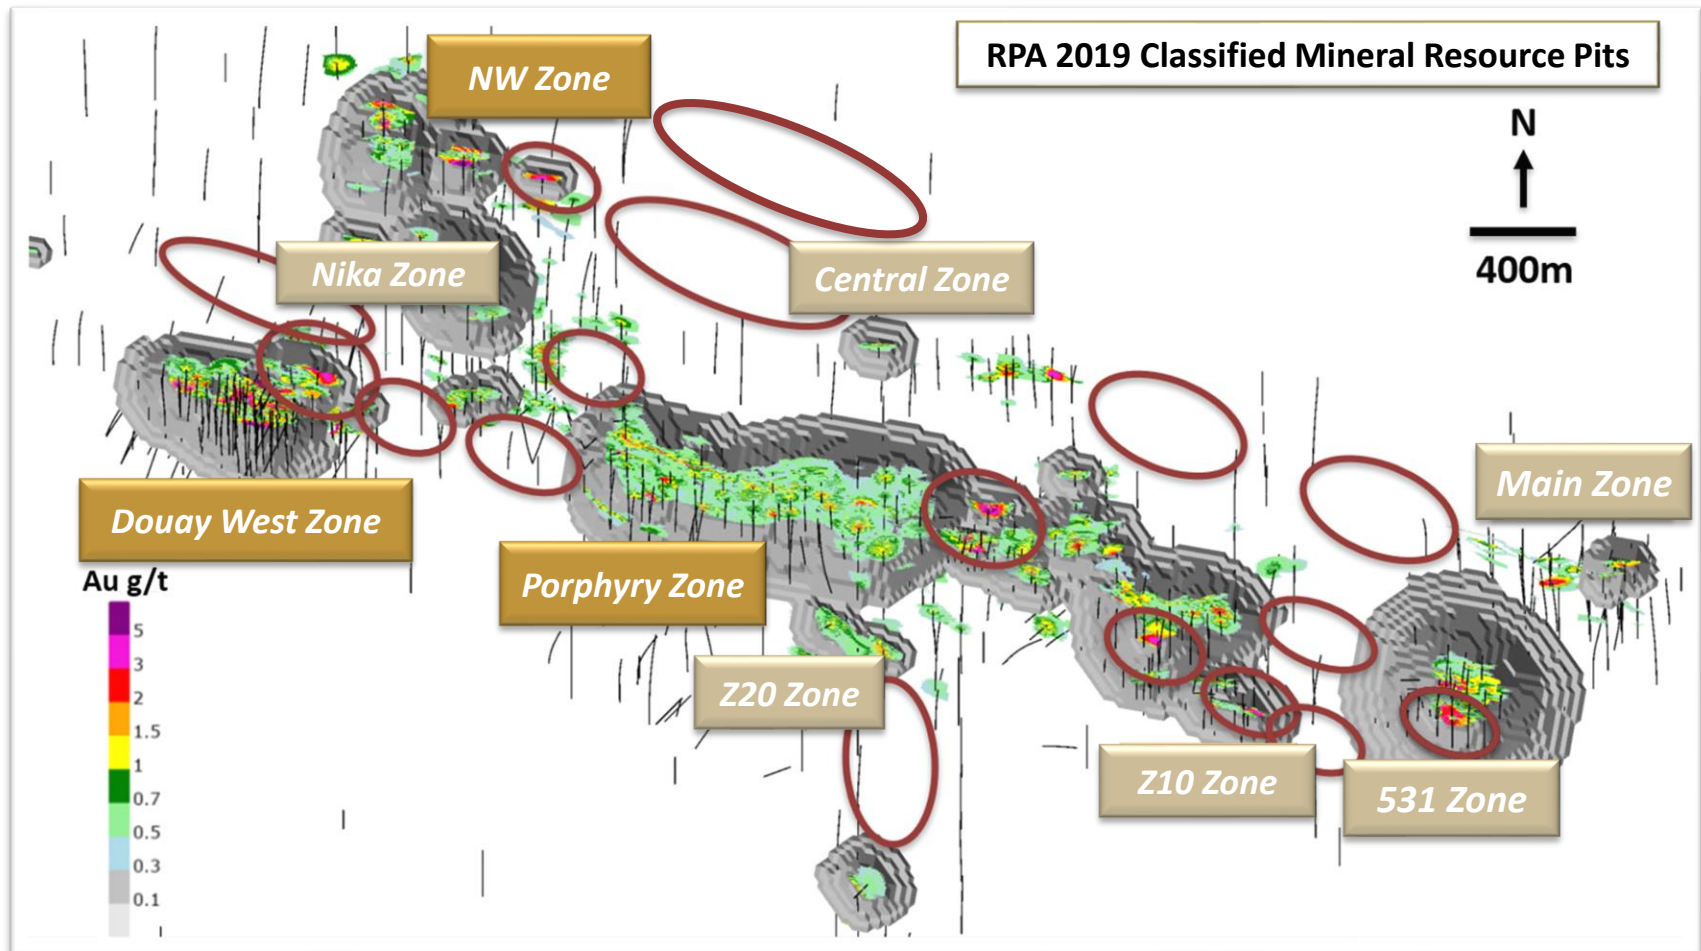 RPA 2019 Classified Mineral Resource Pits
NW Zone
N
400m
Nika Zone
Central Zone
Main Zone
Douay West Zone
Porphyry Zone
Z20 Zone
Z10 Zone
531 Zone
Au g/t
5
3
2
1.5
1
0.7
0.5
0.3
0.1